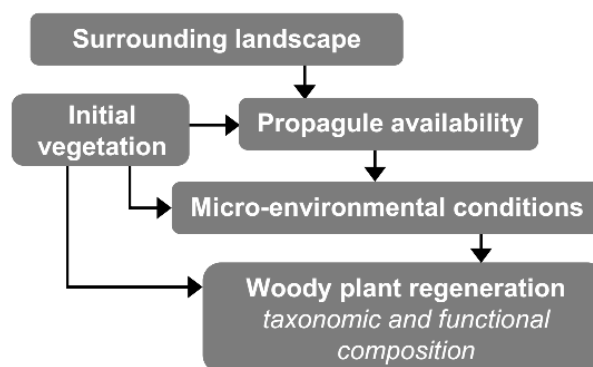 Surrounding landscape
Initial
vegetation
Propagule availability
Micro-environmental conditions
Woody plant regeneration
taxonomic and functional
composition